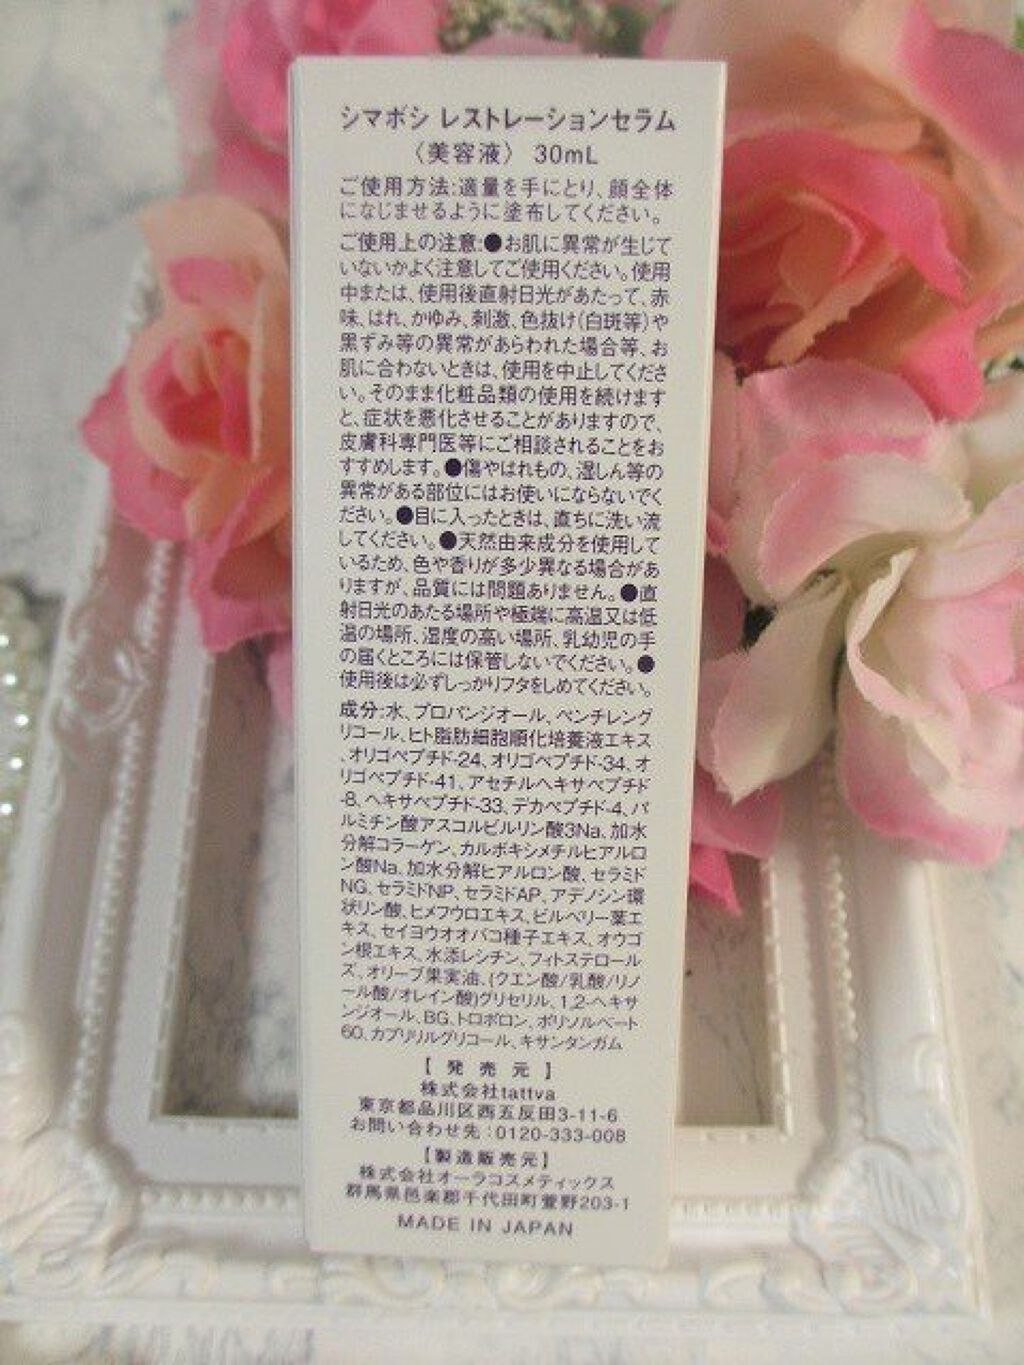 シマボシ レストレーションセラム
〈美容液〉 30mL
ご使用方法:適量を手にとり、顔全体
になじませるように塗布してください。
ご使用上の注意:●お肌に異常が生じて
いないかよく注意してご使用ください。使用
中または、使用後直射日光があたって、赤
味、はれ、かゆみ、刺激、色抜け(白斑等)や
黒ずみ等の異常があらわれた場合等、お
肌に合わないときは、使用を中止してくださ
い。そのまま化粧品類の使用を続けます
と、症状を悪化させることがありますので、
皮膚科専門医等にご相談されることをお
すすめします。●傷やはれもの、湿しん等の
異常がある部位にはお使いにならないでく
ださい。●目に入ったときは、直ちに洗い流
してください。●天然由来成分を使用して
いるため、色や香りが多少異なる場合があ
りますが、品質には問題ありません。●直
射日光のあたる場所や極端に高温又は低
温の場所、湿度の高い場所、乳幼児の手
の届くところには保管しないでください。●
使用後は必ずしっかりフタをしめてください。
成分:水、プロパンジオール、ペンチレング
リコール、ヒト脂肪細胞順化培養液エキス
、オリゴペプチド-24、オリゴペプチド-34、オ
リゴペプチド-41、アセチルヘキサペプチド
-8、ヘキサペプチド-33、デカペプチド-4、パ
ルミチン酸アスコルビルリン酸3Na、加水
分解コラーゲン、カルボキシメチルヒアルロ
ン酸Na、加水分解ヒアルロン酸、セラミド
NG、セラミドNP、セラミドAP、アデノシン環
状リン酸、ヒメフウロエキス、ビルベリー葉エ
キス、セイヨウオオバコ種子エキス、オウゴ
ン根エキス、水添レシチン、フィトステロール
ズ、オリーブ果実油、(クエン酸/乳酸/リノ
ール酸/オレイン酸)グリセリル、1,2-ヘキサ
ンジオール、BG、トロポロン、ポリソルベート
60、カプリリルグリコール、キサンタンガム
【 発 売 元 】
株式会社tattva
東京都品川区西五反田3-11-6
お問い合わせ先:0120-333-008
【製造販売元】
株式会社オーラコスメティックス
群馬県邑楽郡千代田町萱野203-1
MADE IN JAPAN